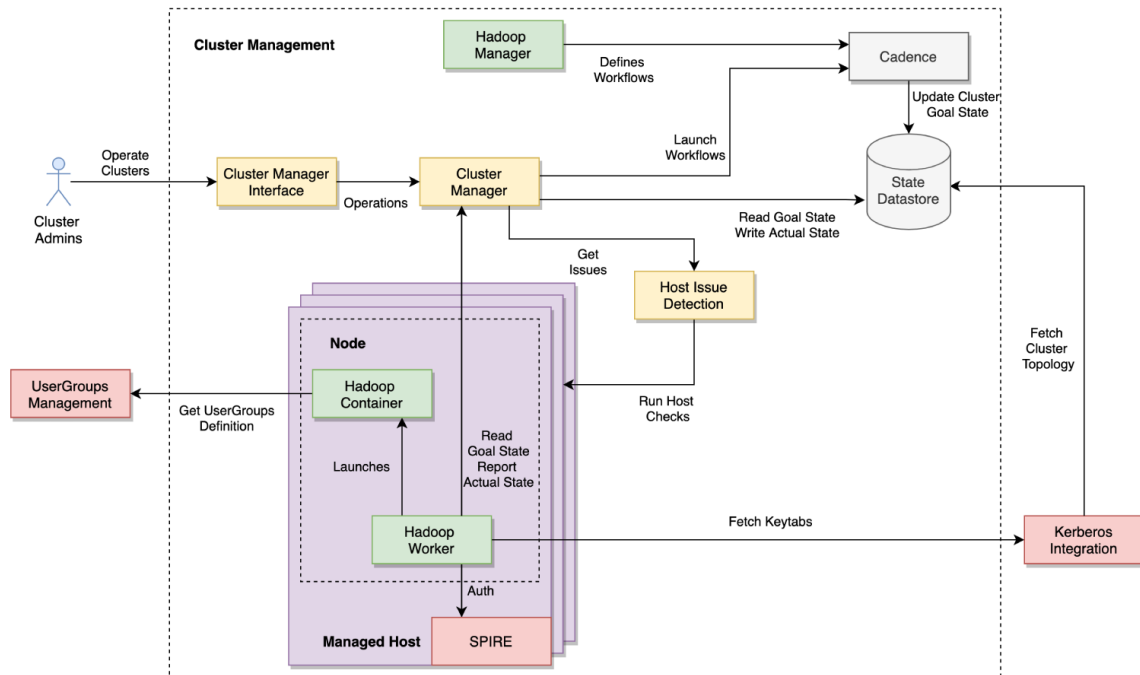 Cluster Management
Hadoop
Manager
Defines
Workflows
Cadence
Update Cluster
Goal State
Launch
Workflows
Operate
Clusters
Cluster
Admins
Cluster Manager
Interface
Operations
Cluster
Manager
State
Datastore
Read Goal State
Write Actual State
Get
Issues
Host Issue
Detection
Run Host
Checks
Fetch
Cluster
Topology
Node
UserGroups
Management
Get UserGroups
Definition
Hadoop
Container
Launches
Read
Goal State
Report
Actual State
Hadoop
Worker
Fetch Keytabs
Kerberos
Integration
Auth
Managed Host
SPIRE